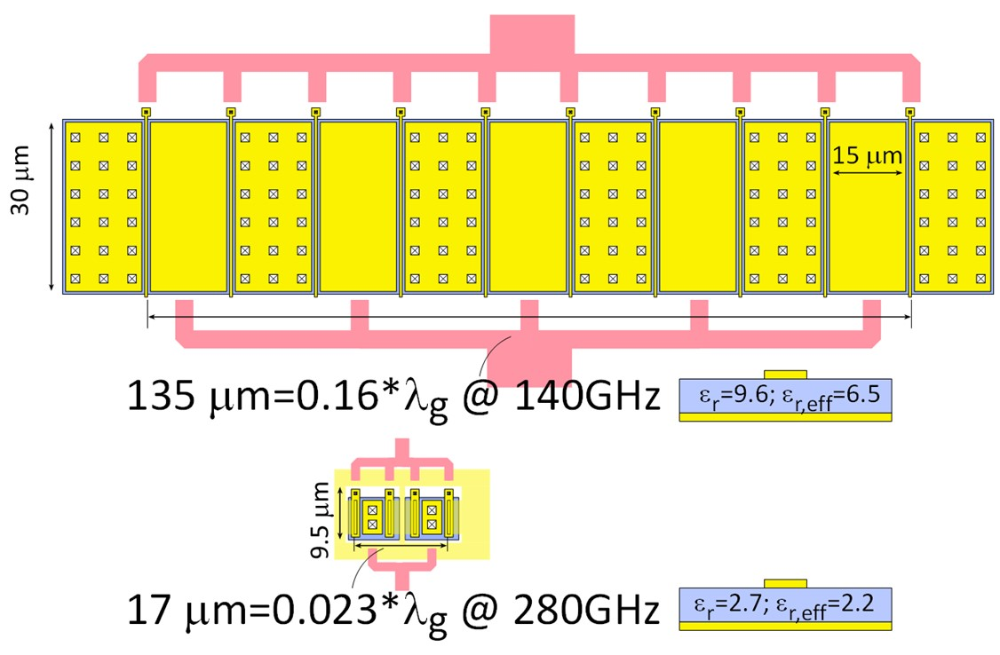 30 μm
15 μm
135 μm=0.16*λg @ 140GHz
εr=9.6; εr,eff=6.5
9.5 μm
17 μm=0.023*λg @ 280GHz
εr=2.7; εr,eff=2.2